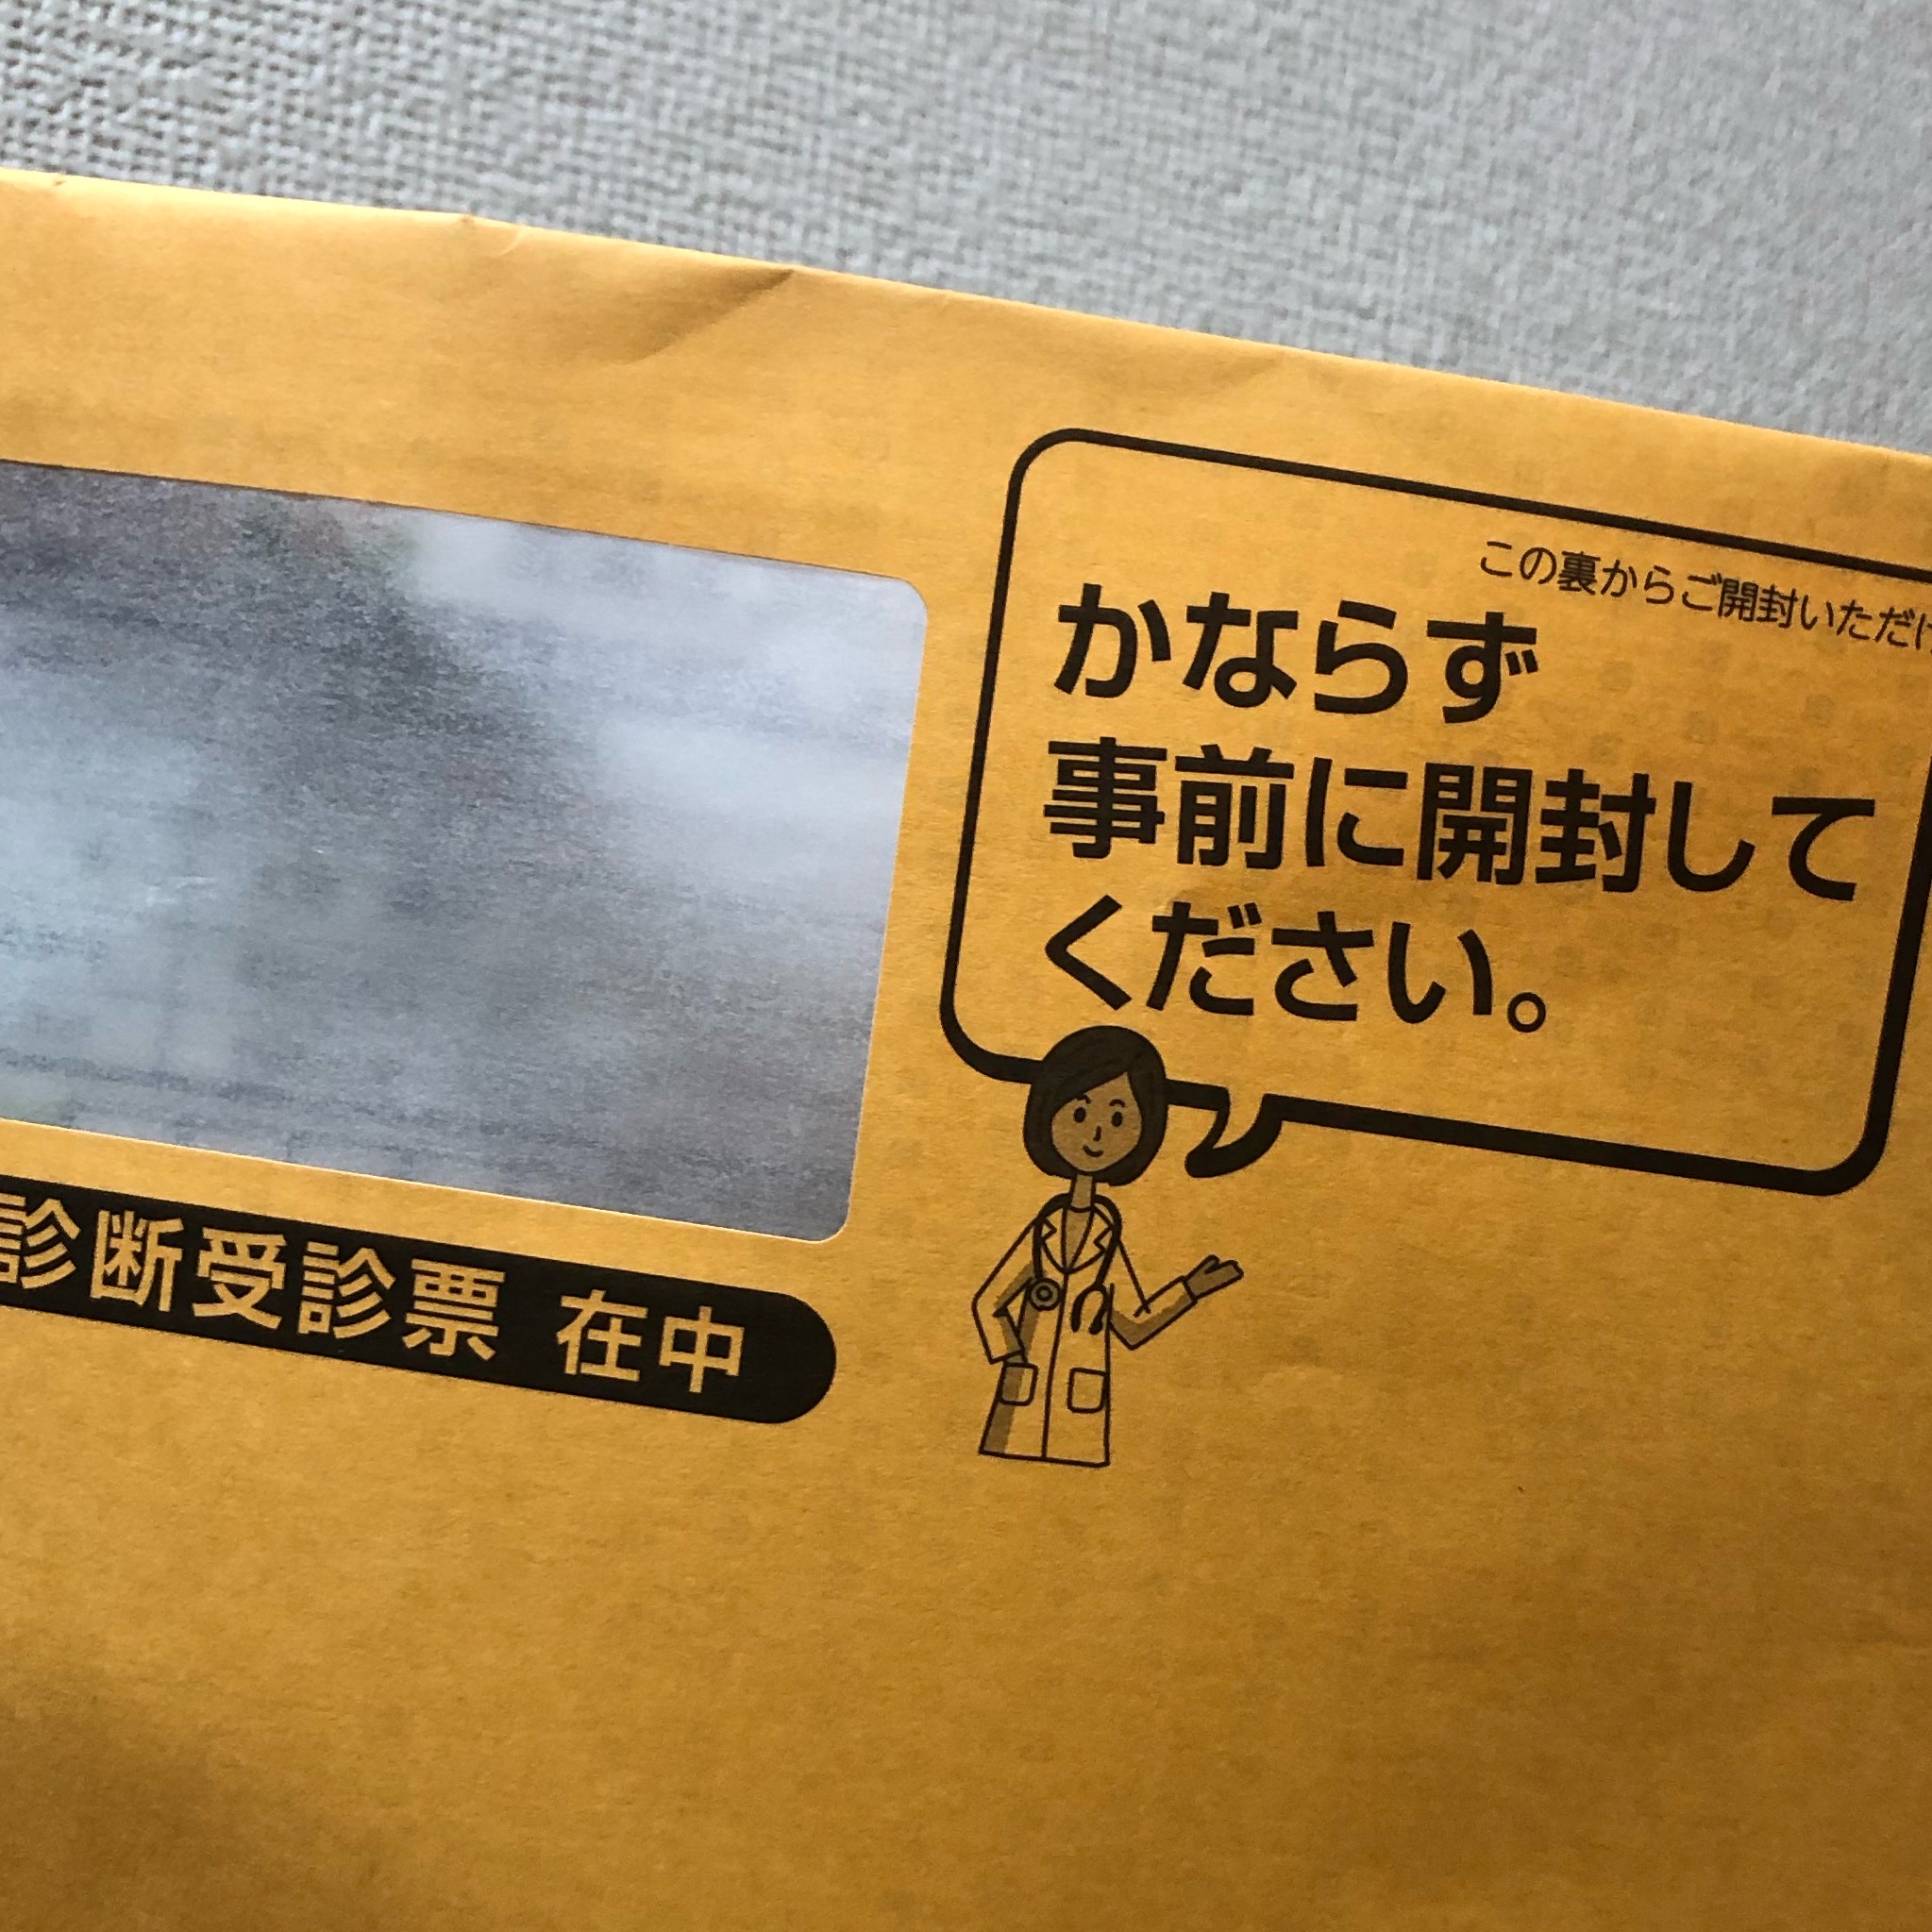 この裏からご開封いただけ
かならず
事前に開封して
ください。
診断受診票 在中